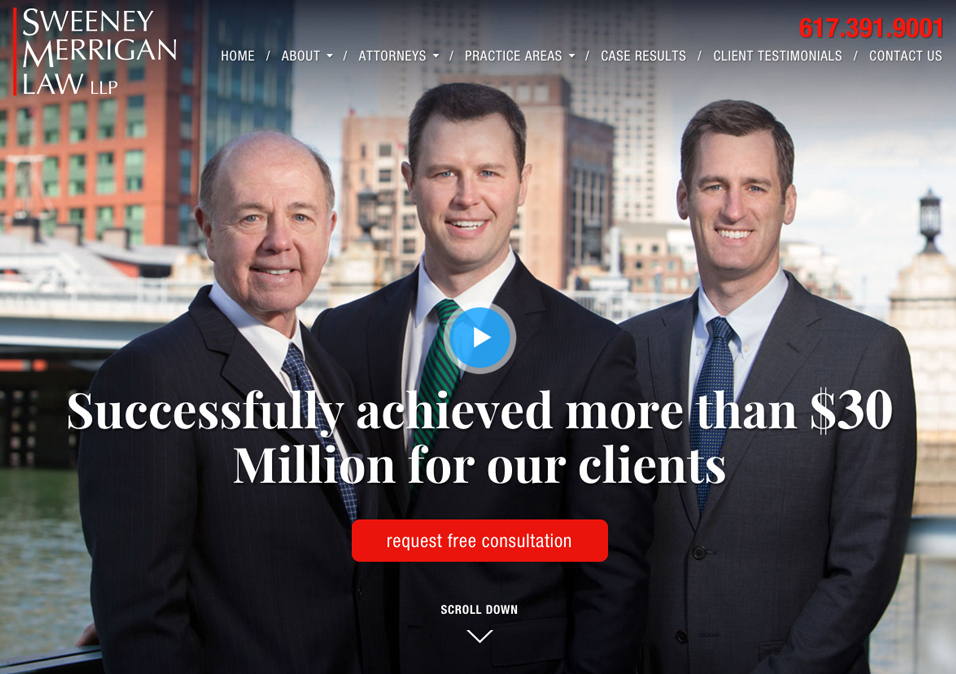 SWEENEY
MERRIGAN
LAW LLP
617.391.9001
HOME / ABOUT / ATTORNEYS / PRACTICE AREAS / CASE RESULTS / CLIENT TESTIMONIALS / CONTACT US
Successfully achieved more than $30
Million for our clients
request free consultation
SCROLL DOWN